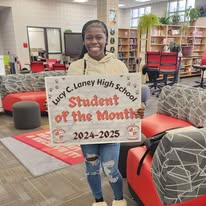 Lucy C. Laney High School
Student
of the Month
2024-2025